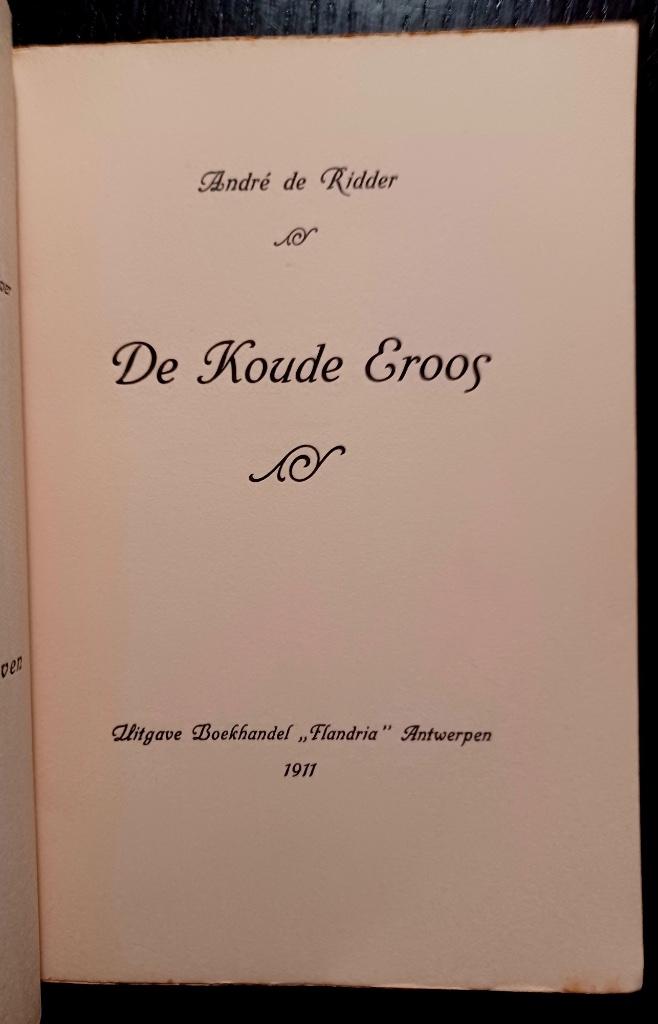 André de Ridder
De Koude Eroos
Uitgave Boekhandel „Flandria" Antwerpen
1911